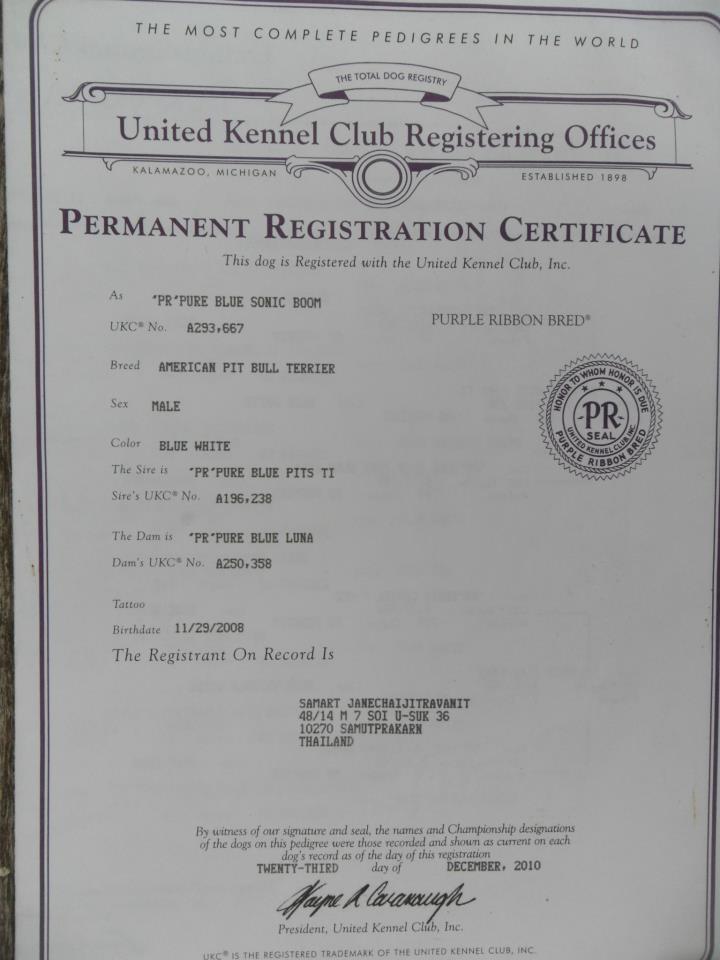 THE MOST COMPLETE PEDIGREES IN THE WORLD
THE TOTAL DOG REGISTRY
United Kennel Club Registering Offices
KALAMAZOO, MICHIGAN ESTABLISHED 1898
PERMANENT REGISTRATION CERTIFICATE
This dog is Registered with the United Kennel Club, Inc.
As 'PR'PURE BLUE SONIC BOOM
UKC® No. A293,667
PURPLE RIBBON BRED®
Breed AMERICAN PIT BULL TERRIER
Sex MALE
HONOR TO WHOM HONOR IS DUE
-PR-
SEAL
UNITED KENNEL CLUB INC.
PURPLE RIBBON BRED
Color BLUE WHITE
The Sire is 'PR'PURE BLUE PITS TI
Sire's UKC® No. A196,238
The Dam is 'PR'PURE BLUE LUNA
Dam's UKC® No. A250,358
Tattoo
Birthdate 11/29/2008
The Registrant On Record Is
SAMART JANECHAIJITRAVANIT
48/14 M 7 SOI U-SUK 36
10270 SAMUTPRAKARN
THAILAND
By witness of our signature and seal, the names and Championship designations
of the dogs on this pedigree were those recorded and shown as current on each
dog's record as of the day of this registration
TWENTY-THIRD day of DECEMBER, 2010
Wayne R Cavanaugh
President, United Kennel Club, Inc.
UKC® IS THE REGISTERED TRADEMARK OF THE UNITED KENNEL CLUB, INC.